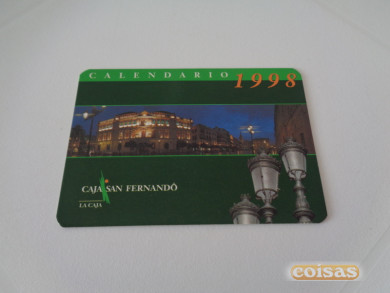 CALENDARIO 1998
CAJA SAN FERNANDO
LA CAJA
coisas